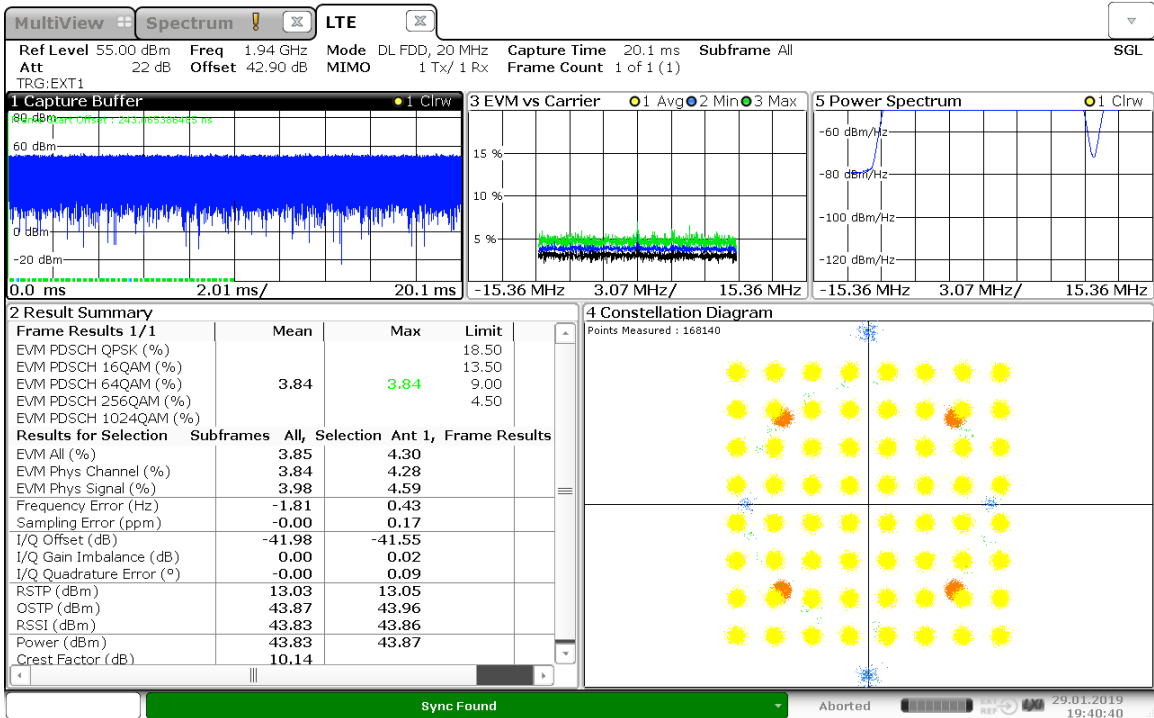 MultiView Spectrum LTE
Ref Level 55.00 dBm Freq 1.94 GHz Mode DL FDD, 20 MHz Capture Time 20.1 ms Subframe All SGL
Att 22 dB Offset 42.90 dB MIMO 1 Tx/ 1 Rx Frame Count 1 of 1 (1)
TRG:EXT1
1 Capture Buffer 1 Clrw
80 dBm
Frame Start Offset : 243.065386485 ns
60 dBm
0 dBm
-20 dBm
0.0 ms 2.01 ms/ 20.1 ms
3 EVM vs Carrier 1 Avg 2 Min 3 Max
15 %
10 %
5 %
-15.36 MHz 3.07 MHz/ 15.36 MHz
5 Power Spectrum 1 Clrw
-60 dBm/Hz
-80 dBm/Hz
-100 dBm/Hz
-120 dBm/Hz
-15.36 MHz 3.07 MHz/ 15.36 MHz
2 Result Summary
Frame Results 1/1 Mean Max Limit
EVM PDSCH QPSK (%) 18.50
EVM PDSCH 16QAM (%) 13.50
EVM PDSCH 64QAM (%) 3.84 3.84 9.00
EVM PDSCH 256QAM (%) 4.50
EVM PDSCH 1024QAM (%)
Results for Selection Subframes All, Selection Ant 1, Frame Results
EVM All (%) 3.85 4.30
EVM Phys Channel (%) 3.84 4.28
EVM Phys Signal (%) 3.98 4.59
Frequency Error (Hz) -1.81 0.43
Sampling Error (ppm) -0.00 0.17
I/Q Offset (dB) -41.98 -41.55
I/Q Gain Imbalance (dB) 0.00 0.02
I/Q Quadrature Error (°) -0.00 0.09
RSTP (dBm) 13.03 13.05
OSTP (dBm) 43.87 43.96
RSSI (dBm) 43.83 43.86
Power (dBm) 43.83 43.87
Crest Factor (dB) 10.14
4 Constellation Diagram
Points Measured : 168140
Sync Found
Aborted
EXT
REF
LXI
29.01.2019
19:40:40